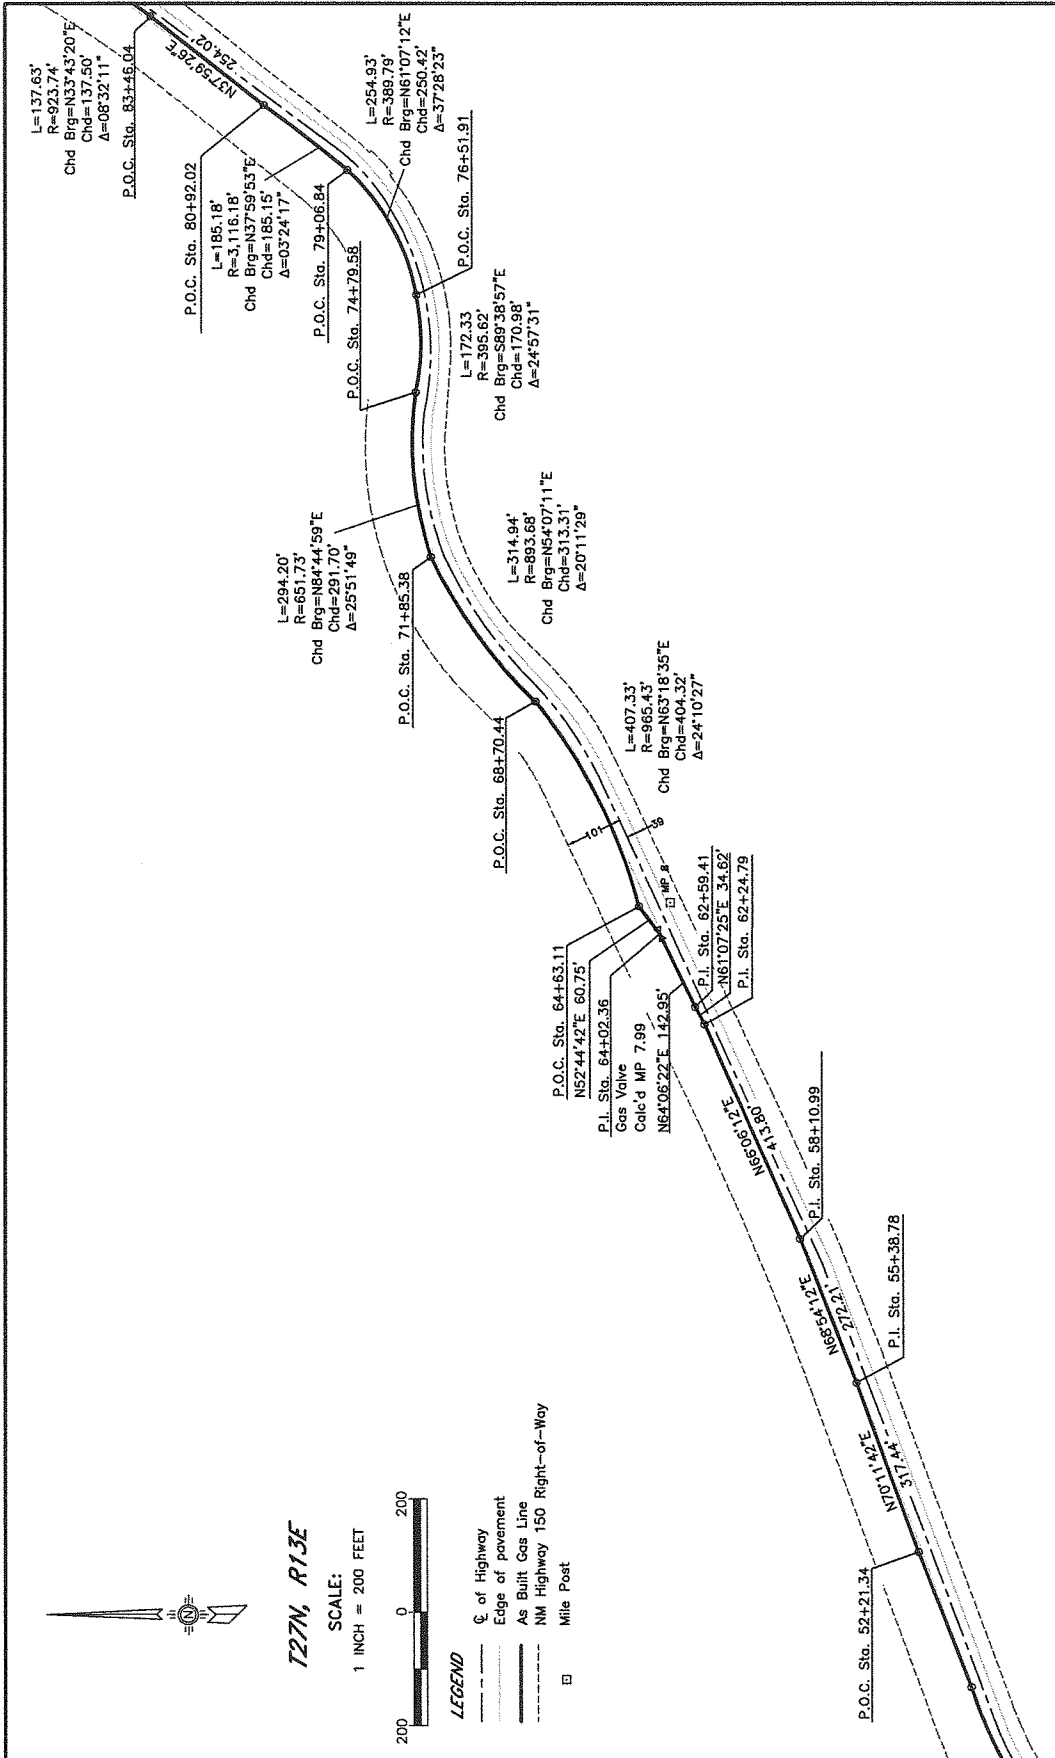 T27N, R13E
SCALE:
1 INCH = 200 FEET
200 0 200
LEGEND
℄ of Highway
Edge of pavement
As Built Gas Line
NM Highway 150 Right-of-Way
Mile Post
N
P.O.C. Sta. 52+21.34
N70°11'42"E
317.44'
P.I. Sta. 55+38.78
N68°54'12"E
272.21'
P.I. Sta. 58+10.99
N66°06'12"E
413.80'
P.O.C. Sta. 64+63.11
N52°44'42"E 60.75'
P.I. Sta. 64+02.36
Gas Valve
Calc'd MP 7.99
N64°06'22"E 142.95'
P.I. Sta. 62+59.41
N61°07'25"E 34.62'
P.I. Sta. 62+24.79
MP 8
101
39
L=407.33'
R=965.43'
Chd Brg=N63°18'35"E
Chd=404.32'
Δ=24°10'27"
P.O.C. Sta. 68+70.44
L=314.94'
R=893.68'
Chd Brg=N54°07'11"E
Chd=313.31'
Δ=20°11'29"
P.O.C. Sta. 71+85.38
L=294.20'
R=651.73'
Chd Brg=N84°44'59"E
Chd=291.70'
Δ=25°51'49"
P.O.C. Sta. 74+79.58
L=172.33
R=395.62'
Chd Brg=S89°38'57"E
Chd=170.98'
Δ=24°57'31"
P.O.C. Sta. 76+51.91
L=254.93'
R=389.79'
Chd Brg=N61°07'12"E
Chd=250.42'
Δ=37°28'23"
P.O.C. Sta. 79+06.84
L=185.18'
R=3,116.18'
Chd Brg=N37°59'53"E
Chd=185.15'
Δ=03°24'17"
P.O.C. Sta. 80+92.02
N37°59'26"E
254.02'
P.O.C. Sta. 83+46.04
L=137.63'
R=923.74'
Chd Brg=N33°43'20"E
Chd=137.50'
Δ=08°32'11"